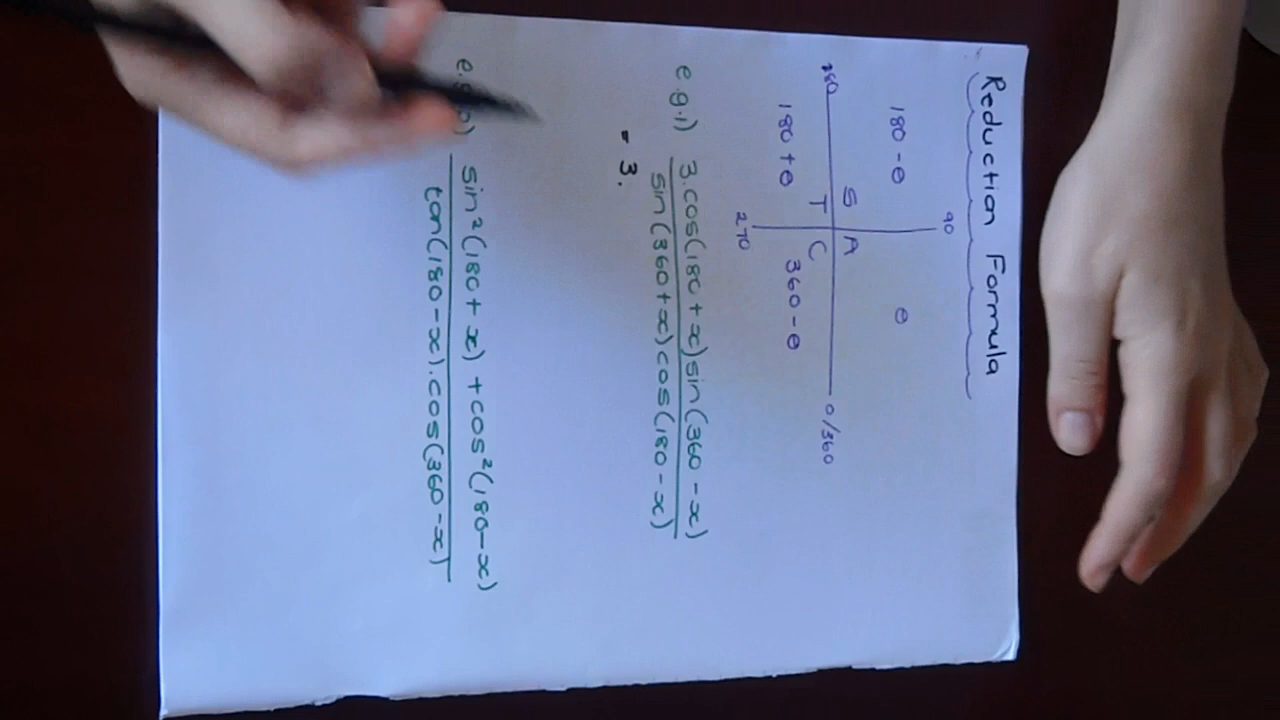 Reduction Formula
90
180 - θ
θ
S A
180
0/360
T C
180 + θ
360 - θ
270
e.g.1) 3.cos(180 + x)sin(360 - x)
sin(360 + x)cos(180 - x)
= 3.
sin²(180 + x) + cos²(180 - x)
tan(180 - x).cos(360 - x)